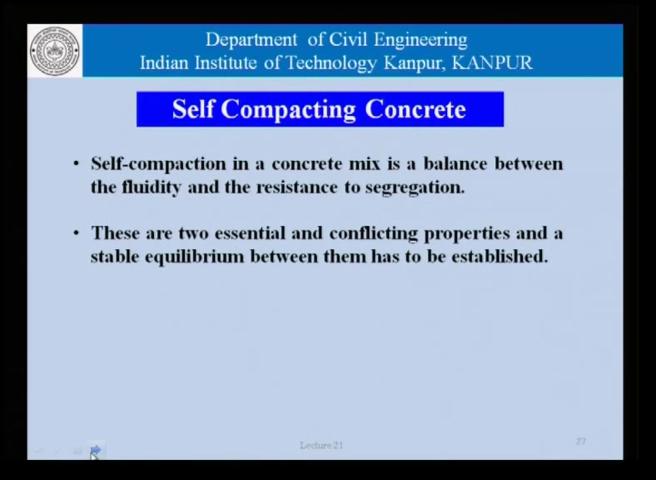 Department of Civil Engineering
Indian Institute of Technology Kanpur, KANPUR
Self Compacting Concrete
• Self-compaction in a concrete mix is a balance between
the fluidity and the resistance to segregation.
• These are two essential and conflicting properties and a
stable equilibrium between them has to be established.
Lecture 21
27